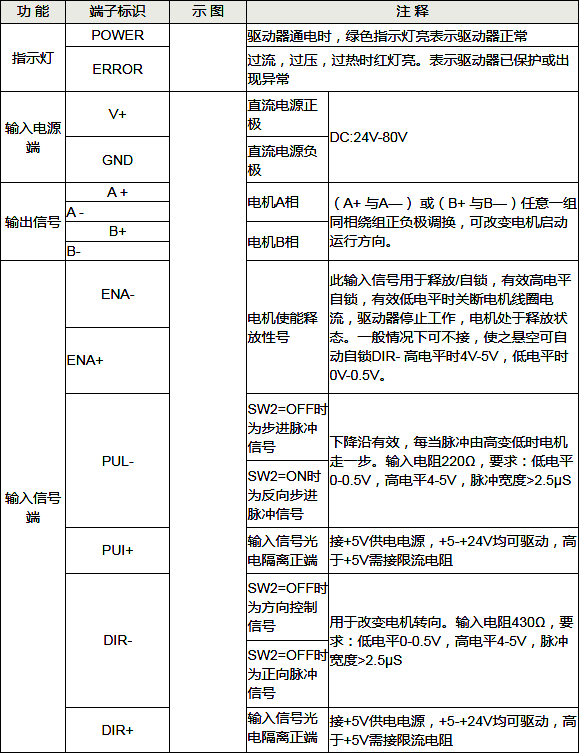 功 能 端子标识 示 图 注 释
指示灯
POWER
驱动器通电时，绿色指示灯亮表示驱动器正常
ERROR
过流，过压，过热时红灯亮。表示驱动器已保护或出
现异常
输入电源
端
V+
直流电源正
极
GND
直流电源负
极
DC:24V-80V
输出信号
A +
A -
B+
B-
电机A相
电机B相
（A+ 与A—） 或（B+ 与B—）任意一组
同相绕组正负极调换，可改变电机启动
运行方向。
输入信号
端
ENA-
ENA+
电机使能释
放性号
此输入信号用于释放/自锁，有效高电平
自锁，有效低电平时关断电机线圈电
流，驱动器停止工作，电机处于释放状
态。一般情况下可不接，使之悬空可自
动自锁DIR- 高电平时4V-5V，低电平时
0V-0.5V。
PUL-
SW2=OFF时
为步进脉冲
信号
SW2=ON时
为反向步进
脉冲信号
下降沿有效，每当脉冲由高变低时电机
走一步。输入电阻220Ω，要求：低电平
0-0.5V，高电平4-5V，脉冲宽度>2.5μS
PUI+
输入信号光
电隔离正端
接+5V供电电源，+5-+24V均可驱动，高
于+5V需接限流电阻
DIR-
SW2=OFF时
为方向控制
信号
SW2=OFF时
为正向脉冲
信号
用于改变电机转向。输入电阻430Ω，要
求：低电平0-0.5V，高电平4-5V，脉冲
宽度>2.5μS
DIR+
输入信号光
电隔离正端
接+5V供电电源，+5-+24V均可驱动，高
于+5V需接限流电阻